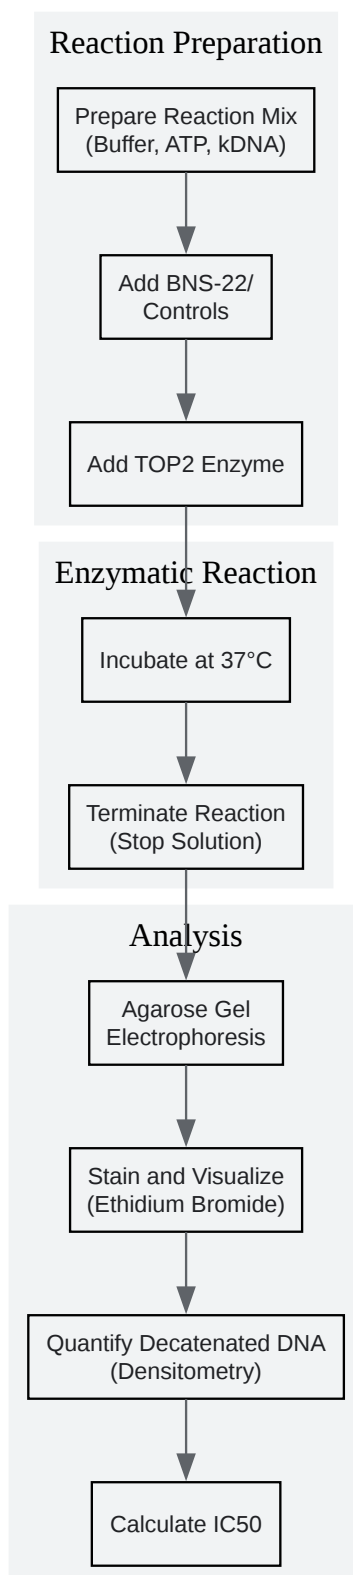 Reaction Preparation
Prepare Reaction Mix
(Buffer, ATP, kDNA)
Add BNS-22/
Controls
Add TOP2 Enzyme
Enzymatic Reaction
Incubate at 37°C
Terminate Reaction
(Stop Solution)
Analysis
Agarose Gel
Electrophoresis
Stain and Visualize
(Ethidium Bromide)
Quantify Decatenated DNA
(Densitometry)
Calculate IC50